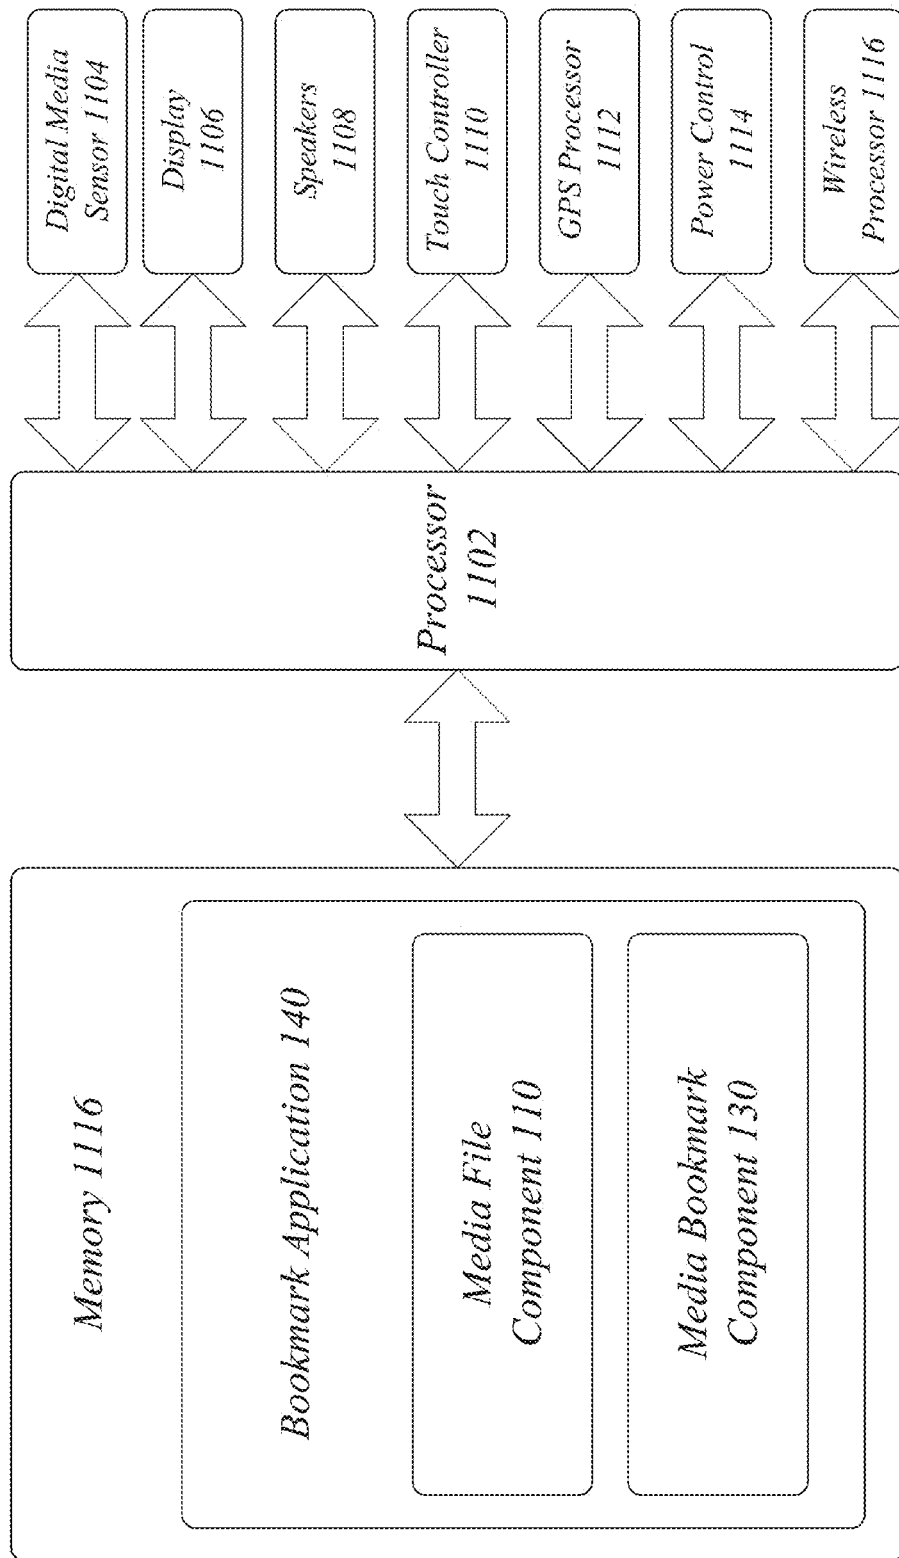 Memory 1116
Bookmark Application 140
Media File
Component 110
Media Bookmark
Component 130
Processor
1102
Digital Media
Sensor 1104
Display
1106
Speakers
1108
Touch Controller
1110
GPS Processor
1112
Power Control
1114
Wireless
Processor 1116